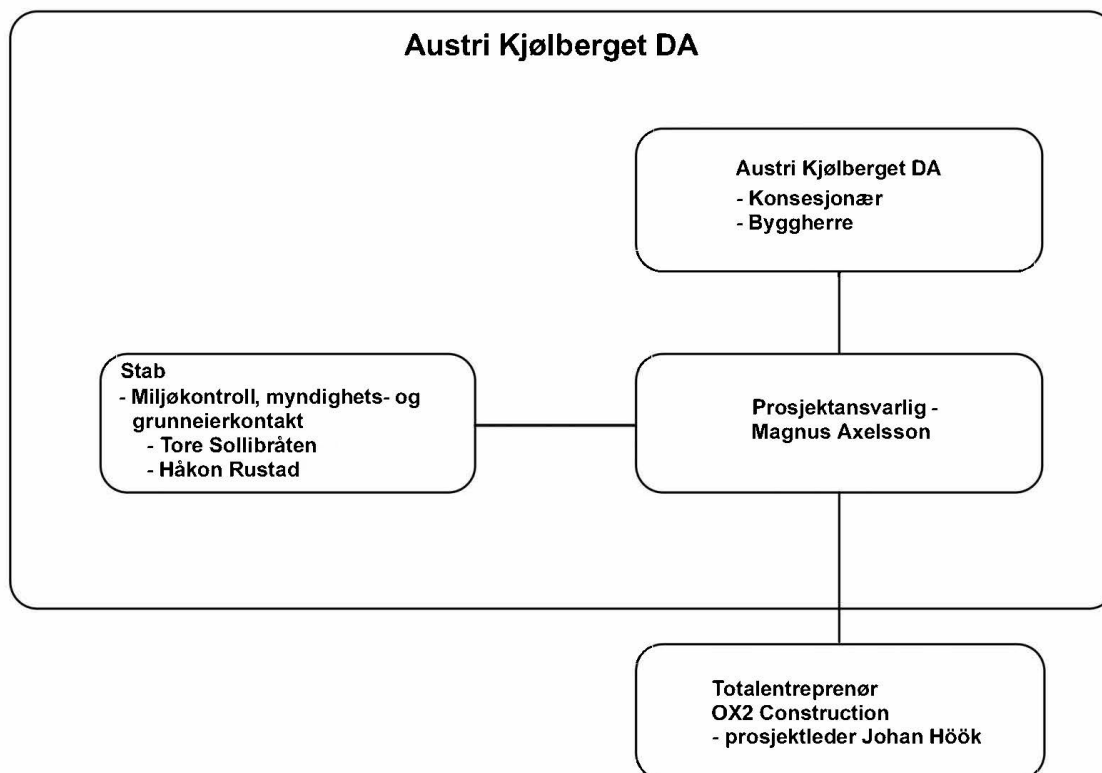 Austri Kjølberget DA
Austri Kjølberget DA
- Konsesjonær
- Byggherre
Stab
- Miljøkontroll, myndighets- og
grunneierkontakt
- Tore Sollibråten
- Håkon Rustad
Prosjektansvarlig -
Magnus Axelsson
Totalentreprenør
OX2 Construction
- prosjektleder Johan Höök